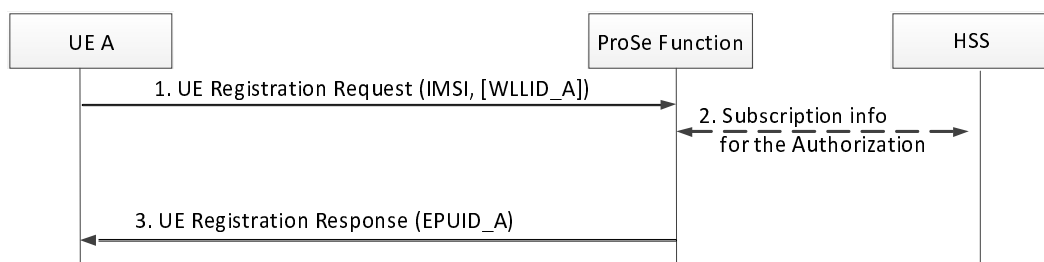 UE A
ProSe Function
HSS
1. UE Registration Request (IMSI, [WLLID_A])
2. Subscription info
for the Authorization
3. UE Registration Response (EPUID_A)